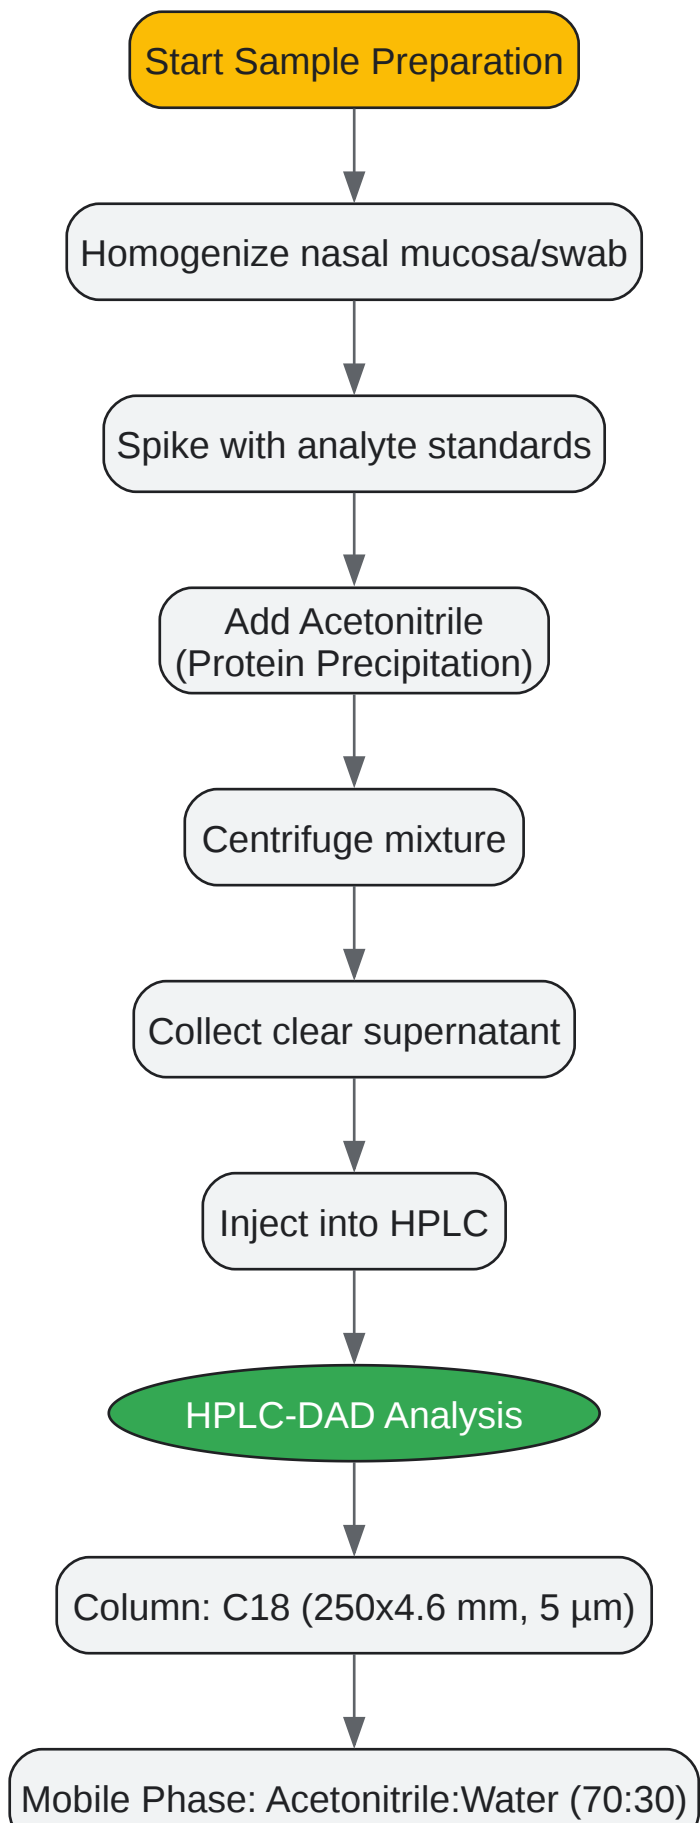 Start Sample Preparation
Homogenize nasal mucosa/swab
Spike with analyte standards
Add Acetonitrile
(Protein Precipitation)
Centrifuge mixture
Collect clear supernatant
Inject into HPLC
HPLC-DAD Analysis
Column: C18 (250x4.6 mm, 5 µm)
Mobile Phase: Acetonitrile:Water (70:30)